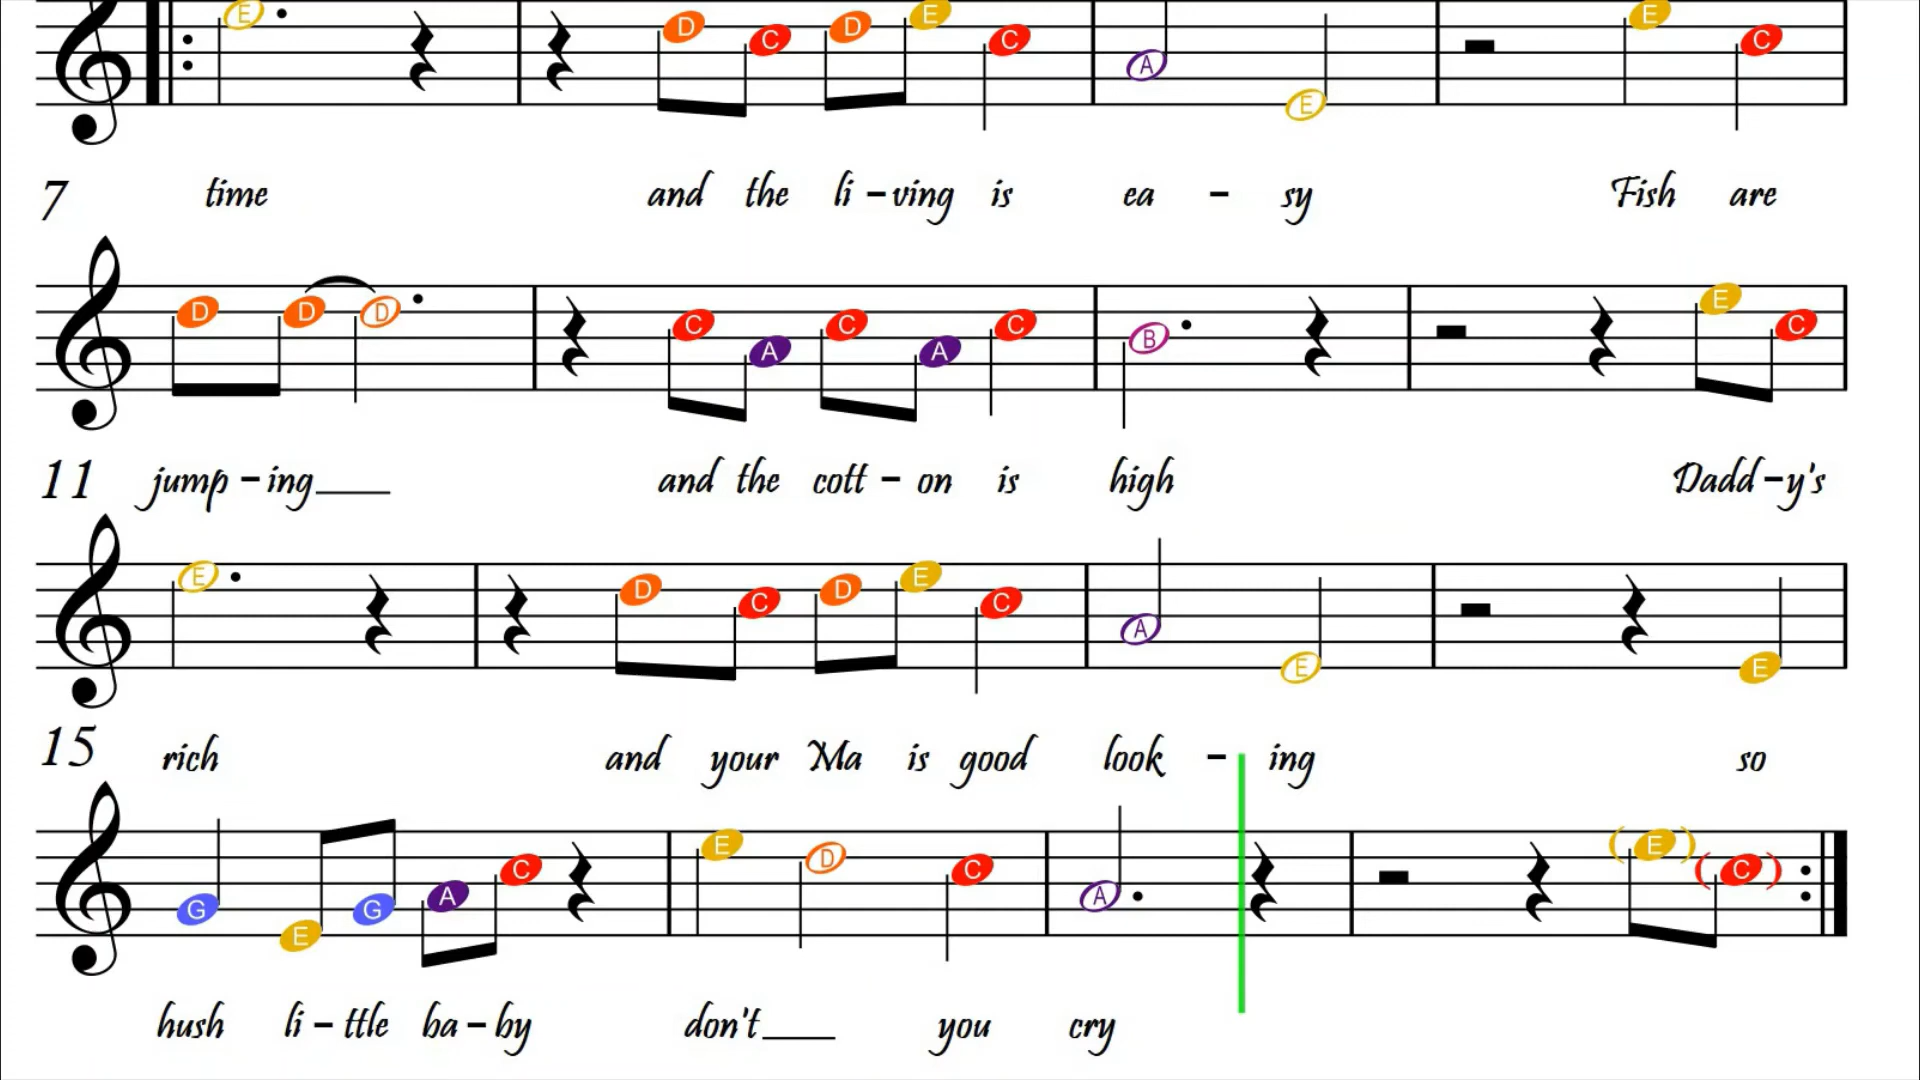 E D C D E C A E E C
7 time and the li – ving is ea – sy Fish are
D D D C A C A C B E C
11 jump – ing___ and the cott – on is high Dadd – y's
E D C D E C A E E
15 rich and your Ma is good look – ing so
G E G A C E D C A (E) (C)
hush li – ttle ba – by don't___ you cry